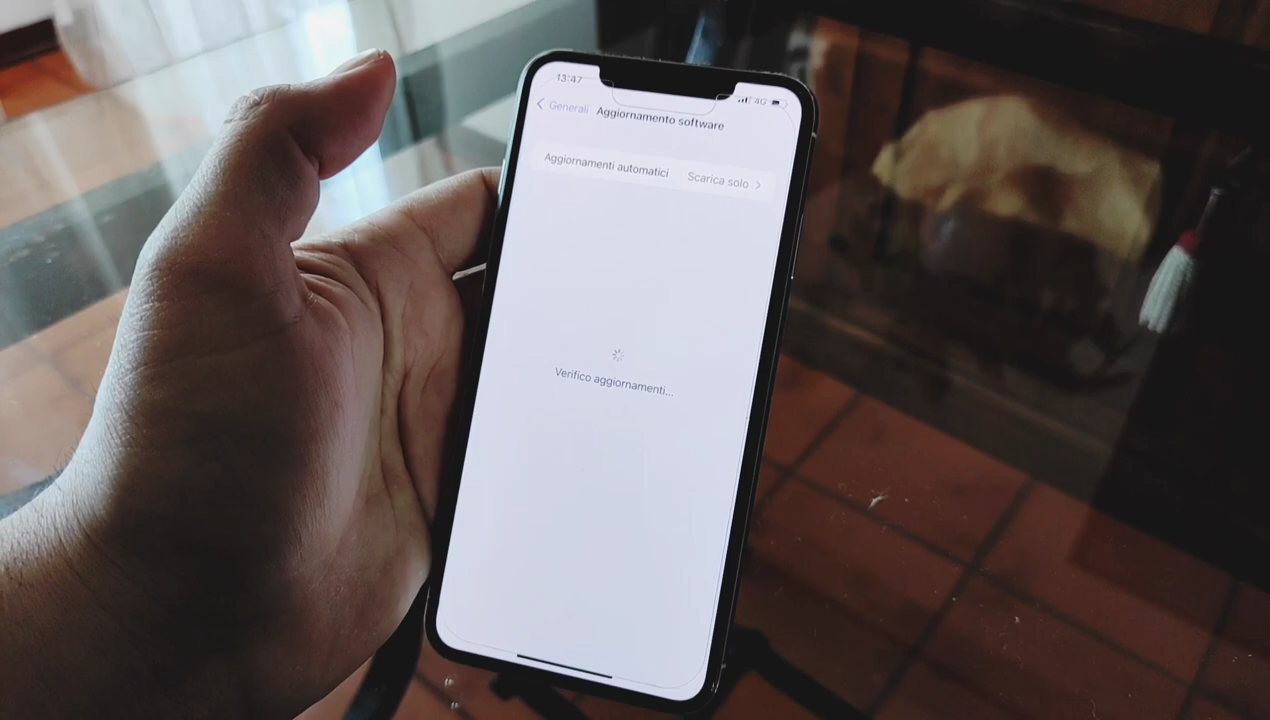 13:47 4G
Generali Aggiornamento software
Aggiornamenti automatici Scarica solo
Verifico aggiornamenti...